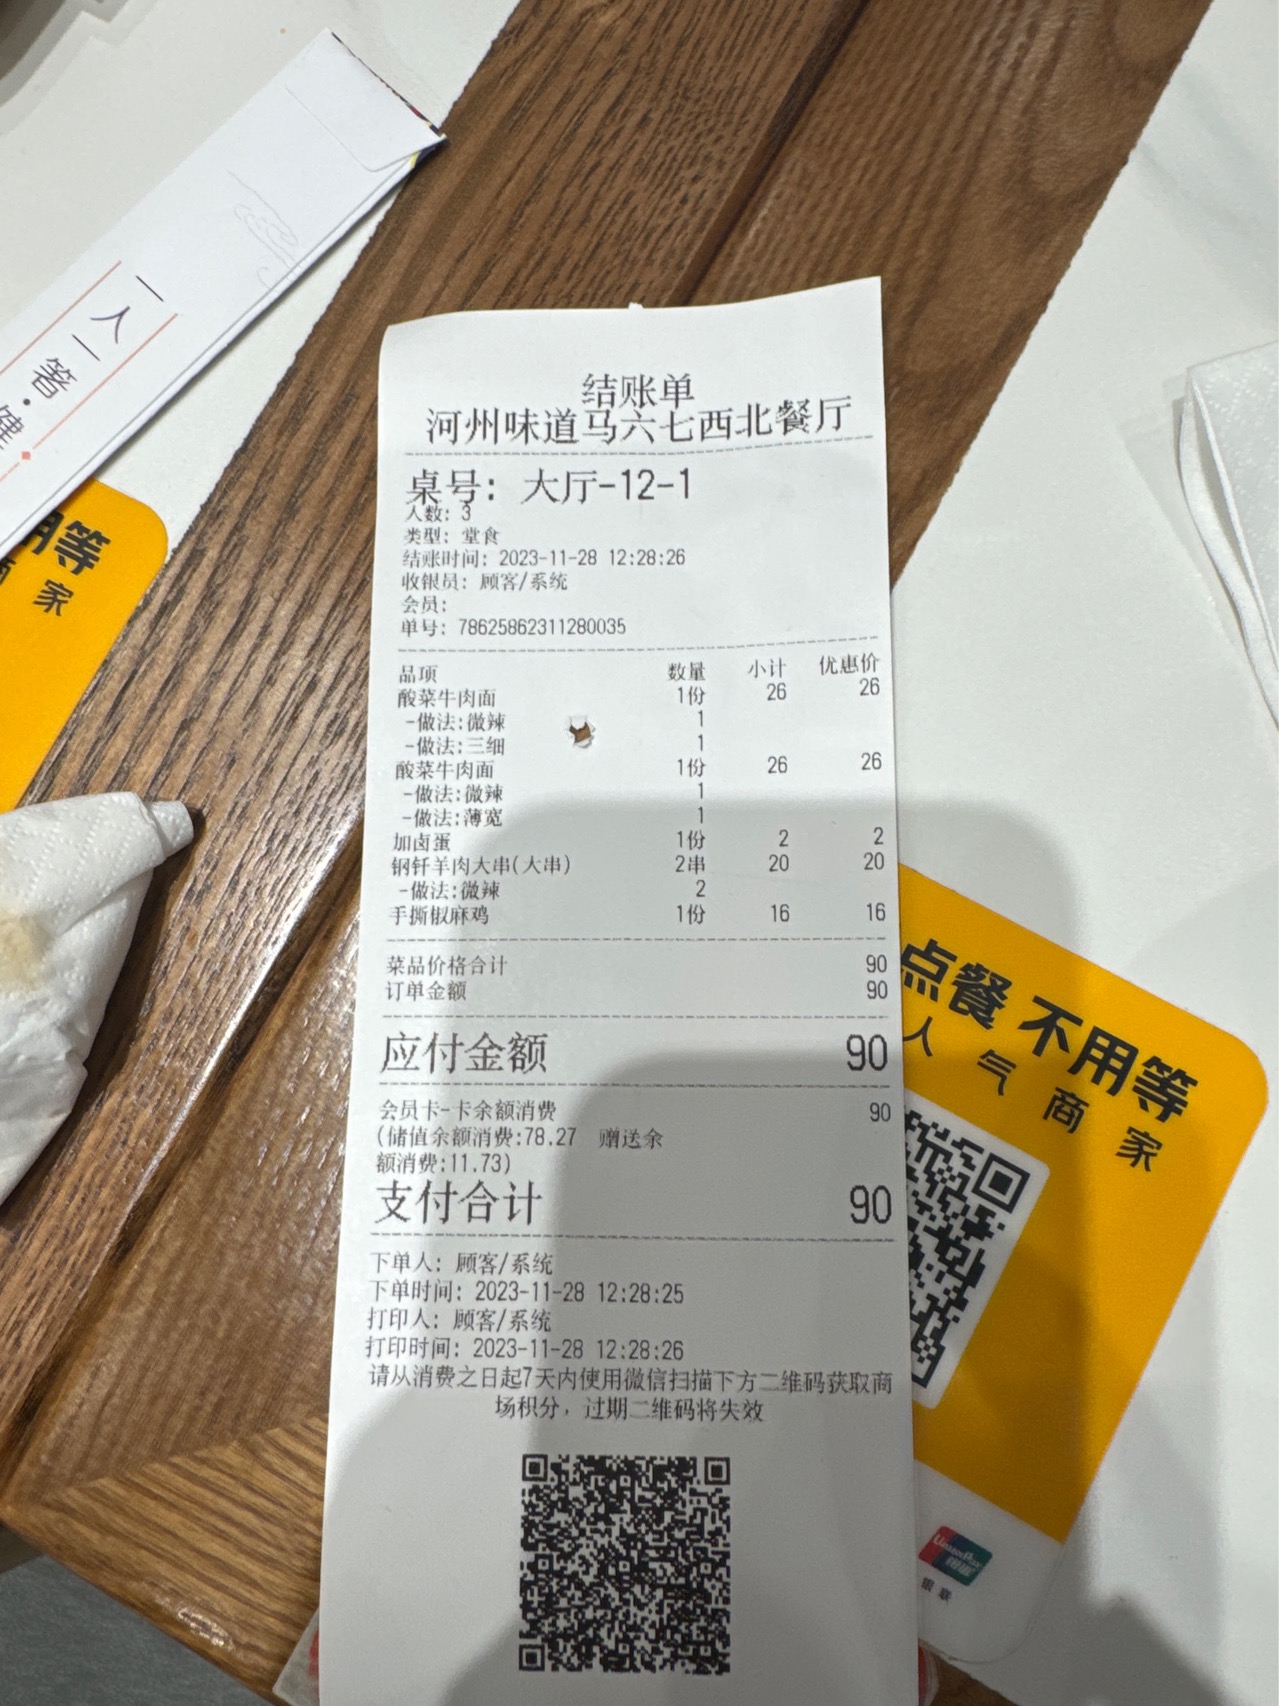 一人一箸·健
用等
商家
结账单
河州味道马六七西北餐厅
桌号: 大厅-12-1
人数: 3
类型: 堂食
结账时间: 2023-11-28 12:28:26
收银员: 顾客/系统
会员:
单号: 78625862311280035
品项 数量 小计 优惠价
酸菜牛肉面 1份 26 26
-做法:微辣 1
-做法:三细 1
酸菜牛肉面 1份 26 26
-做法:微辣 1
-做法:薄宽 1
加卤蛋 1份 2 2
钢钎羊肉大串(大串) 2串 20 20
-做法:微辣 2
手撕椒麻鸡 1份 16 16
菜品价格合计 90
订单金额 90
应付金额 90
会员卡-卡余额消费 90
(储值余额消费:78.27 赠送余
额消费:11.73)
支付合计 90
下单人: 顾客/系统
下单时间: 2023-11-28 12:28:25
打印人: 顾客/系统
打印时间: 2023-11-28 12:28:26
请从消费之日起7天内使用微信扫描下方二维码获取商
场积分，过期二维码将失效
点餐 不用等
人气商家
UnionPay
银联
银联